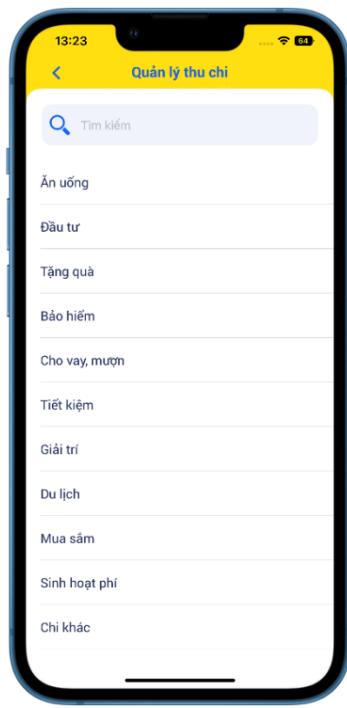 13:23
64
Quản lý thu chi
Tìm kiếm
Ăn uống
Đầu tư
Tặng quà
Bảo hiểm
Cho vay, mượn
Tiết kiệm
Giải trí
Du lịch
Mua sắm
Sinh hoạt phí
Chi khác